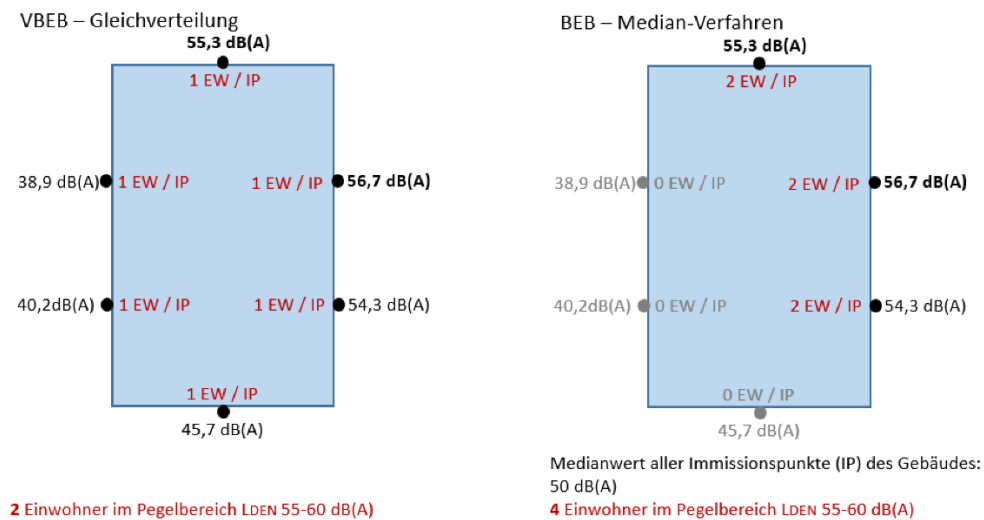 VBEB – Gleichverteilung
55,3 dB(A)
1 EW / IP
38,9 dB(A) 1 EW / IP 1 EW / IP 56,7 dB(A)
40,2dB(A) 1 EW / IP 1 EW / IP 54,3 dB(A)
1 EW / IP
45,7 dB(A)
2 Einwohner im Pegelbereich LDEN 55-60 dB(A)
BEB – Median-Verfahren
55,3 dB(A)
2 EW / IP
38,9 dB(A) 0 EW / IP 2 EW / IP 56,7 dB(A)
40,2dB(A) 0 EW / IP 2 EW / IP 54,3 dB(A)
0 EW / IP
45,7 dB(A)
Medianwert aller Immissionspunkte (IP) des Gebäudes:
50 dB(A)
4 Einwohner im Pegelbereich LDEN 55-60 dB(A)